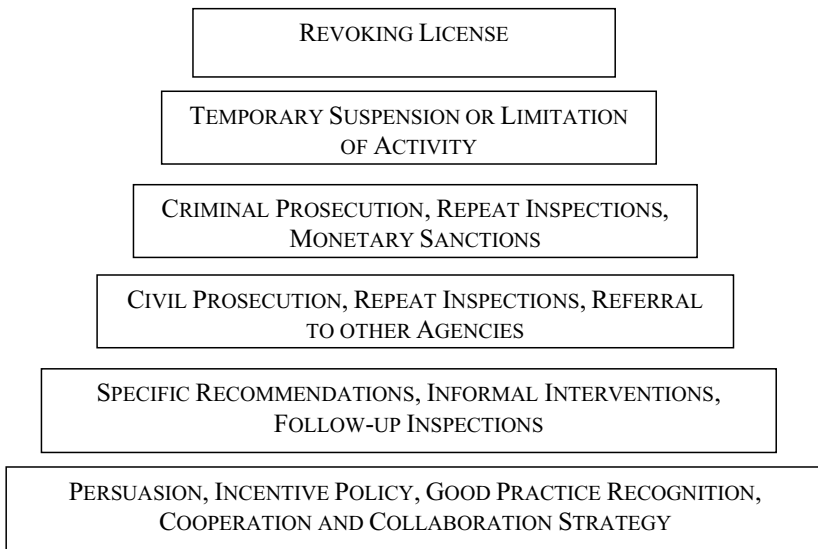 REVOKING LICENSE
TEMPORARY SUSPENSION OR LIMITATION
OF ACTIVITY
CRIMINAL PROSECUTION, REPEAT INSPECTIONS,
MONETARY SANCTIONS
CIVIL PROSECUTION, REPEAT INSPECTIONS, REFERRAL
TO OTHER AGENCIES
SPECIFIC RECOMMENDATIONS, INFORMAL INTERVENTIONS,
FOLLOW-UP INSPECTIONS
PERSUASION, INCENTIVE POLICY, GOOD PRACTICE RECOGNITION,
COOPERATION AND COLLABORATION STRATEGY